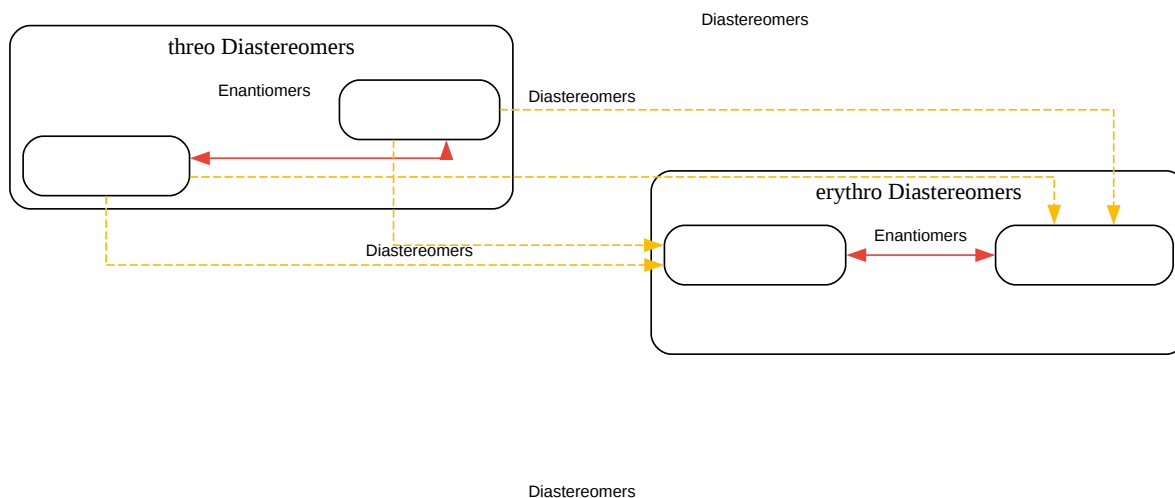 Diastereomers
threo Diastereomers
Enantiomers
Diastereomers
erythro Diastereomers
Enantiomers
Diastereomers
Diastereomers